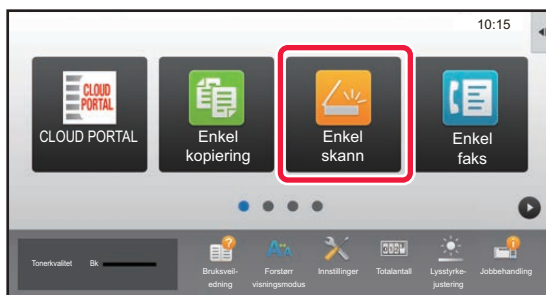 10:15
CLOUD
PORTAL
CLOUD PORTAL
Enkel
kopiering
Enkel
skann
Enkel
faks
Tonerkvalitet Bk
Bruksveil-
edning
Forstørr
visningsmodus
Innstillinger
Totalantall
Lysstyrke-
justering
Jobbehandling